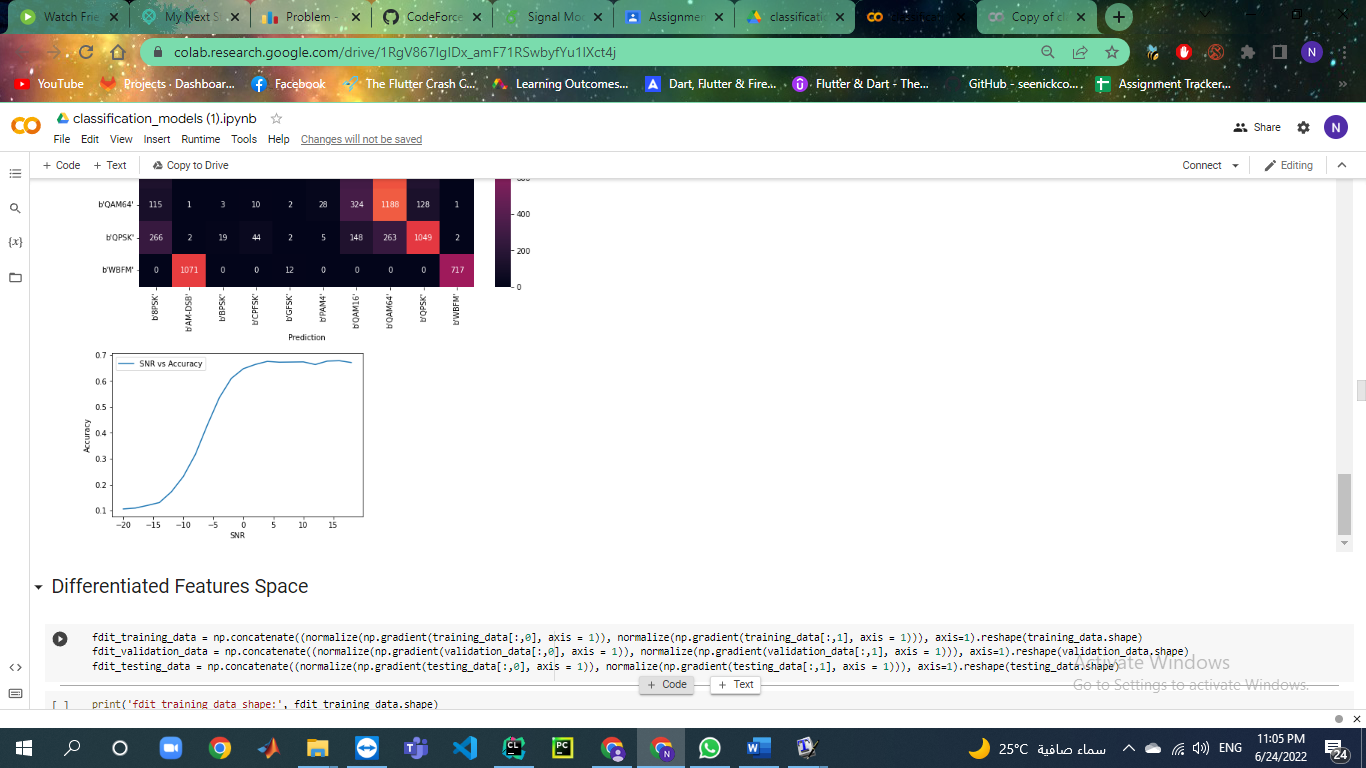 Watch Frie
My Next S
Problem -
CodeForce
Signal Mo
Assignmer
classificatio
Copy of cl
colab.research.google.com/drive/1RgV867IgIDx_amF71RSwbyfYu1IXct4j
N
YouTube
Projects · Dashboar...
Facebook
The Flutter Crash C...
Learning Outcomes...
Dart, Flutter & Fire...
Flutter & Dart - The...
GitHub - seenickco...
Assignment Tracker...
»
classification_models (1).ipynb
File Edit View Insert Runtime Tools Help Changes will not be saved
Share
N
+ Code + Text Copy to Drive
Connect
Editing
b'QAM64' 115 1 3 10 2 28 324 1188 128 1
b'QPSK' 266 2 19 44 2 5 148 263 1049 2
b'WBFM' 0 1071 0 0 12 0 0 0 0 717
400
200
0
b'8PSK' b'AM-DSB' b'BPSK' b'CPFSK' b'GFSK' b'PAM4' b'QAM16' b'QAM64' b'QPSK' b'WBFM'
Prediction
SNR vs Accuracy
0.7
0.6
0.5
0.4
0.3
0.2
0.1
Accuracy
−20 −15 −10 −5 0 5 10 15
SNR
Differentiated Features Space
fdit_training_data = np.concatenate((normalize(np.gradient(training_data[:,0], axis = 1)), normalize(np.gradient(training_data[:,1], axis = 1))), axis=1).reshape(training_data.shape)
fdit_validation_data = np.concatenate((normalize(np.gradient(validation_data[:,0], axis = 1)), normalize(np.gradient(validation_data[:,1], axis = 1))), axis=1).reshape(validation_data.shape)
fdit_testing_data = np.concatenate((normalize(np.gradient(testing_data[:,0], axis = 1)), normalize(np.gradient(testing_data[:,1], axis = 1))), axis=1).reshape(testing_data.shape)
+ Code + Text
Activate Windows
Go to Settings to activate Windows.
[ ] print('fdit training data shape:', fdit training data.shape)
25°C سماء صافية
ENG
11:05 PM
6/24/2022
24